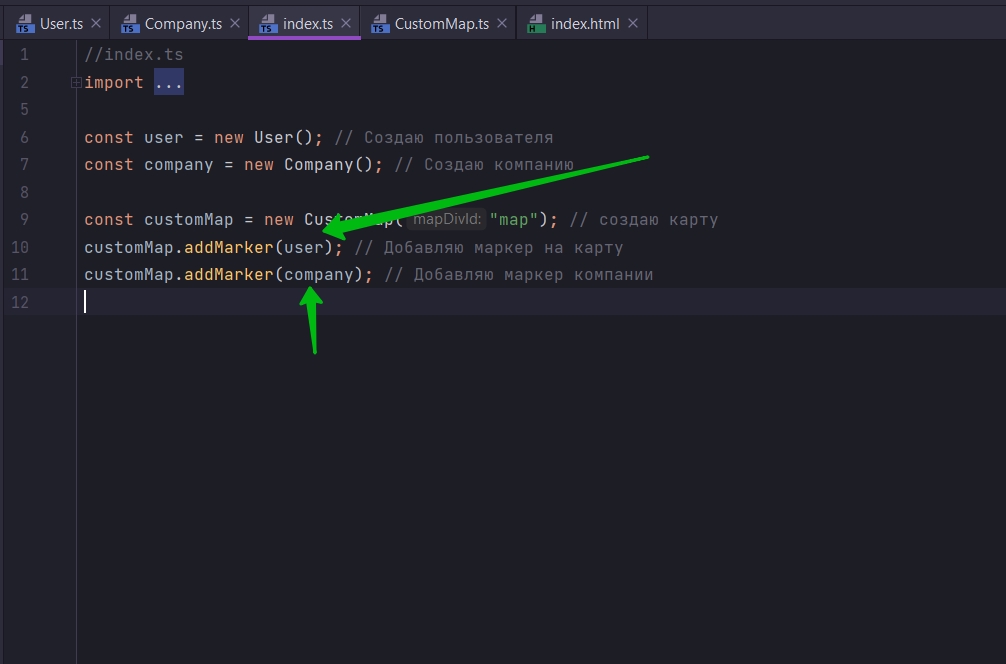 User.ts Company.ts index.ts CustomMap.ts index.html
1 //index.ts
2 import ...
5
6 const user = new User(); // Создаю пользователя
7 const company = new Company(); // Создаю компанию
8
9 const customMap = new CustomMap( mapDivId: "map"); // создаю карту
10 customMap.addMarker(user); // Добавляю маркер на карту
11 customMap.addMarker(company); // Добавляю маркер компании
12